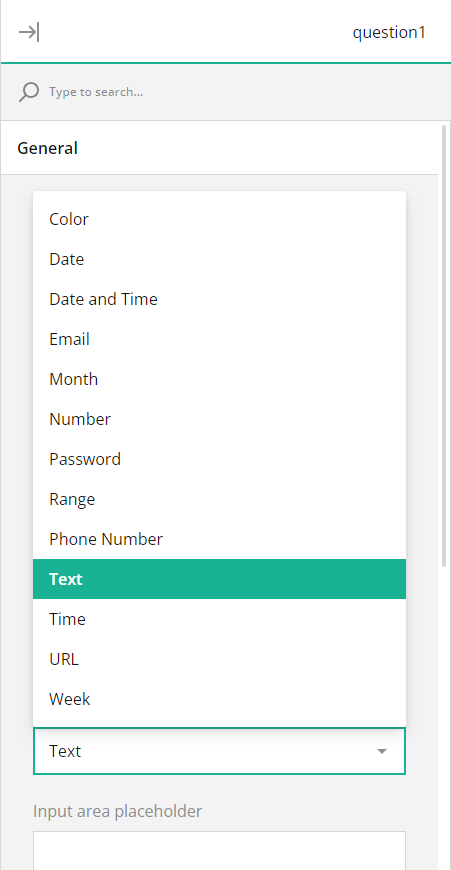 question1
Type to search...
General
Color
Date
Date and Time
Email
Month
Number
Password
Range
Phone Number
Text
Time
URL
Week
Text
Input area placeholder